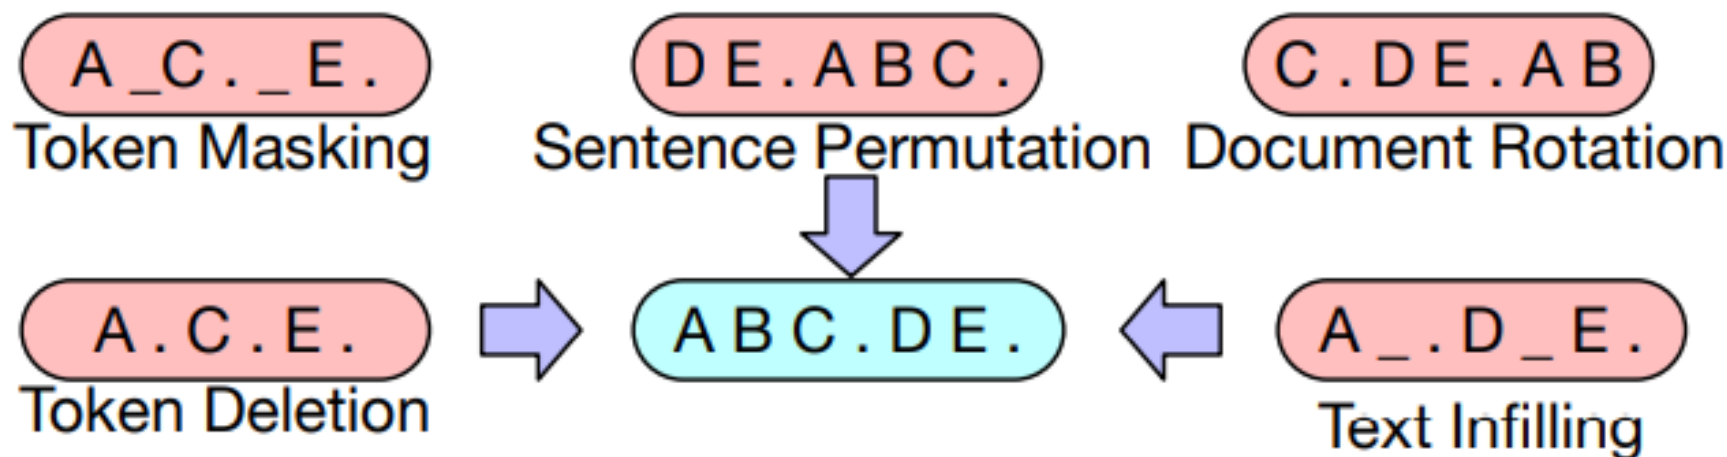 A _C . _ E .
D E . A B C .
C . D E . A B
Token Masking
Sentence Permutation
Document Rotation
A . C . E .
A B C . D E .
A _ . D _ E .
Token Deletion
Text Infilling